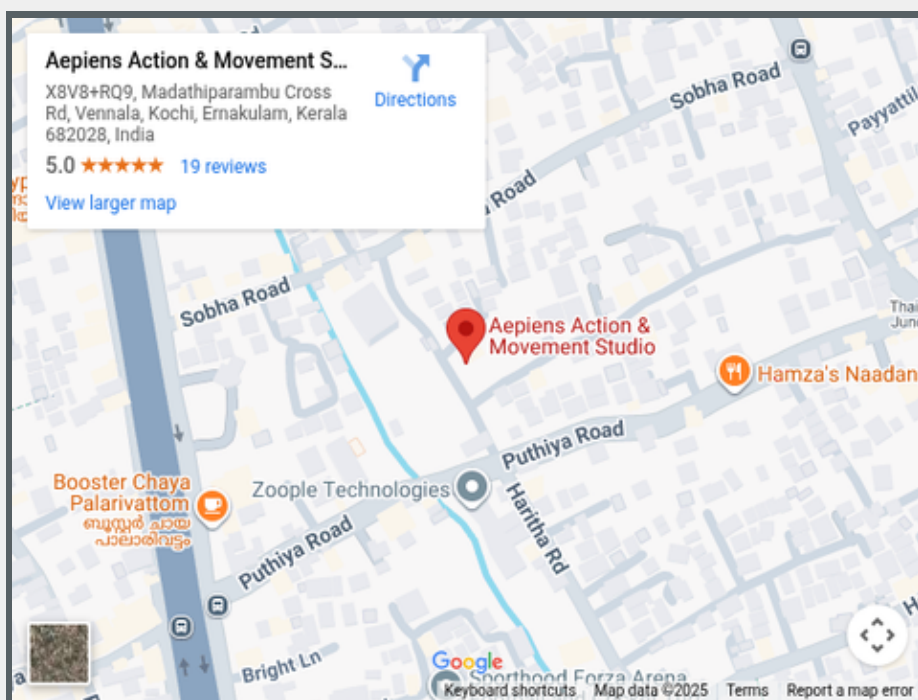 Aepiens Action & Movement S...
Directions
X8V8+RQ9, Madathiparambu Cross
Rd, Vennala, Kochi, Ernakulam, Kerala
682028, India
5.0
19 reviews
View larger map
Sobha Road
Road
Sobha Road
Aepiens Action &
Movement Studio
Hamza's Naadan
Puthiya Road
Zoople Technologies
Booster Chaya
Palarivattom
ബൂസ്റ്റർ ചായ
പാലാരിവട്ടം
Haritha Rd
Puthiya Road
Bright Ln
Google
Sporthood Forza Arena
Keyboard shortcuts
Map data ©2025
Terms
Report a map error